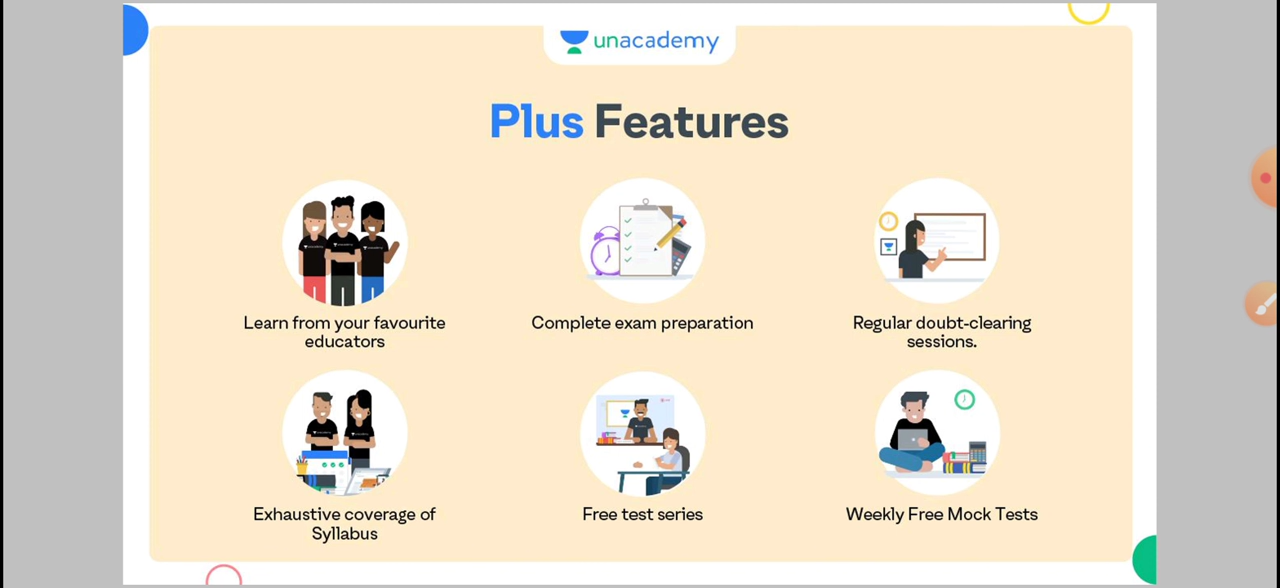 unacademy
Plus Features
Learn from your favourite
educators
Complete exam preparation
Regular doubt-clearing
sessions.
Exhaustive coverage of
Syllabus
Free test series
Weekly Free Mock Tests